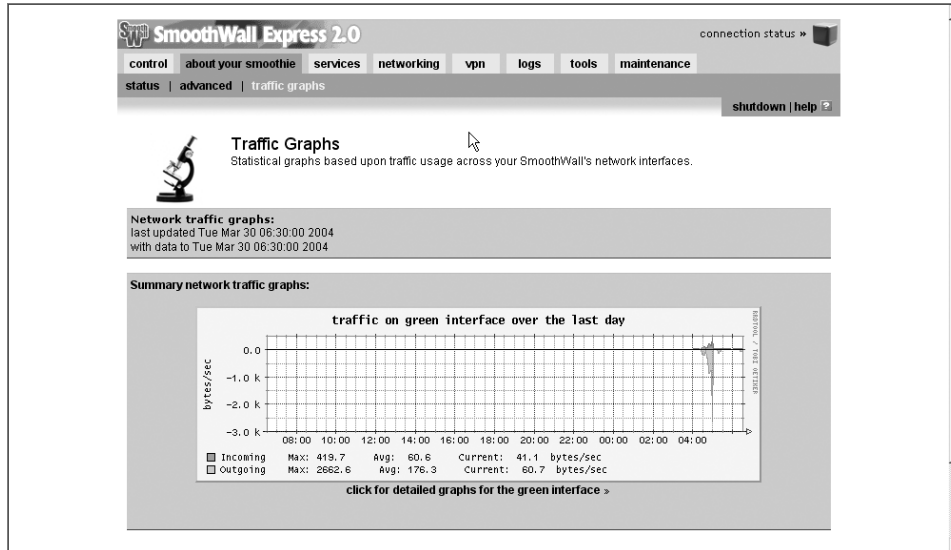 Smooth Wall SmoothWall Express 2.0
connection status »
control about your smoothie services networking vpn logs tools maintenance
status | advanced | traffic graphs
shutdown | help ?
Traffic Graphs
Statistical graphs based upon traffic usage across your SmoothWall's network interfaces.
Network traffic graphs:
last updated Tue Mar 30 06:30:00 2004
with data to Tue Mar 30 06:30:00 2004
Summary network traffic graphs:
traffic on green interface over the last day
RRDTOOL / TOBI OETIKER
bytes/sec
0.0
-1.0 k
-2.0 k
-3.0 k
08:00 10:00 12:00 14:00 16:00 18:00 20:00 22:00 00:00 02:00 04:00
Incoming Max: 419.7 Avg: 60.6 Current: 41.1 bytes/sec
Outgoing Max: 2662.6 Avg: 176.3 Current: 60.7 bytes/sec
click for detailed graphs for the green interface »